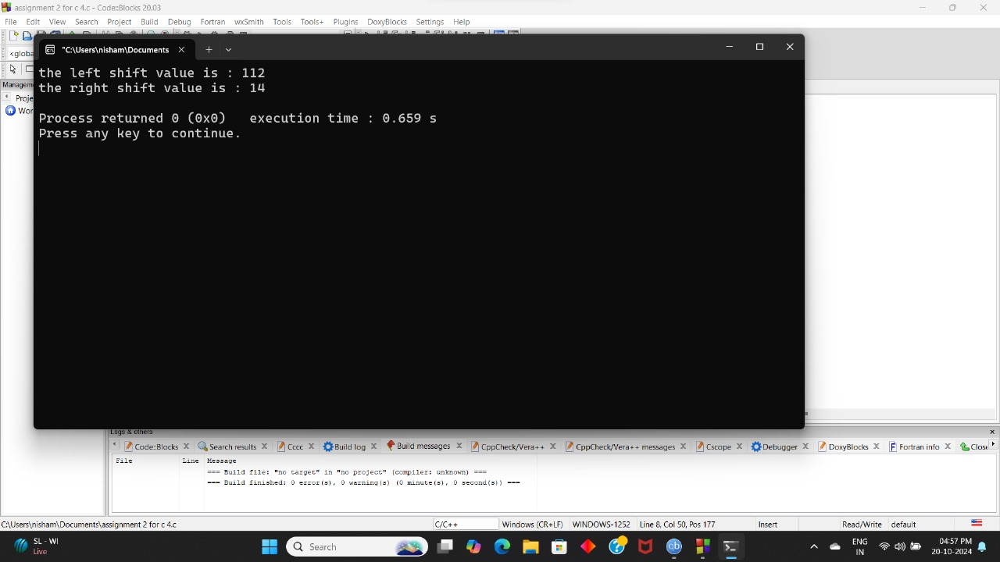 assignment 2 for c 4.c - Code::Blocks 20.03
File Edit View Search Project Build Debug Fortran wxSmith Tools Tools+ Plugins DoxyBlocks Settings Help
"C:\Users\nisham\Documents
<globa
the left shift value is : 112
Managem
the right shift value is : 14
Proje
Wor
Process returned 0 (0x0)   execution time : 0.659 s
Press any key to continue.
Logs & others
Code::Blocks Search results Cccc Build log Build messages CppCheck/Vera++ CppCheck/Vera++ messages Cscope Debugger DoxyBlocks Fortran info Close
File Line Message
=== Build file: "no target" in "no project" (compiler: unknown) ===
=== Build finished: 0 error(s), 0 warning(s) (0 minute(s), 0 second(s)) ===
C:\Users\nisham\Documents\assignment 2 for c 4.c C/C++ Windows (CR+LF) WINDOWS-1252 Line 8, Col 50, Pos 177 Insert Read/Write default
SL - WI
Live
Search
ENG
IN
04:57 PM
20-10-2024